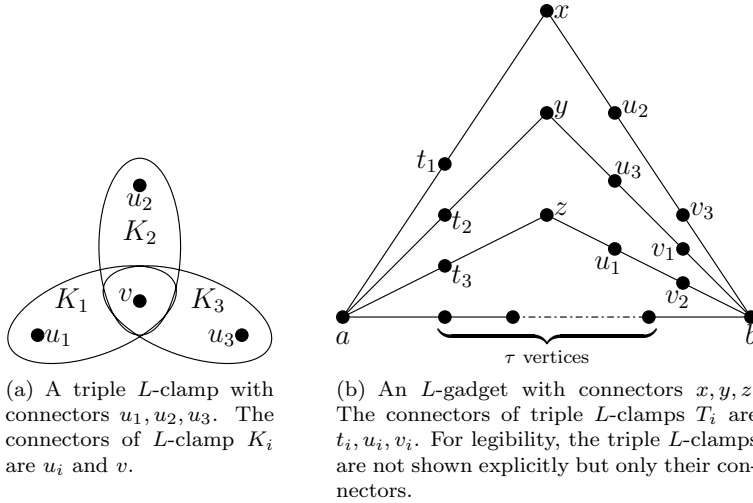 x
y
u₂
t₁
u₃
u₂
K₂
t₂
z
v₃
u₁
v₁
v
K₁
K₃
t₃
v₂
u₁
u₃
a
b
τ vertices
(a) A triple L-clamp with
connectors u₁, u₂, u₃. The
connectors of L-clamp Kᵢ
are uᵢ and v.
(b) An L-gadget with connectors x, y, z
The connectors of triple L-clamps Tᵢ are
tᵢ, uᵢ, vᵢ. For legibility, the triple L-clamps
are not shown explicitly but only their con-
nectors.